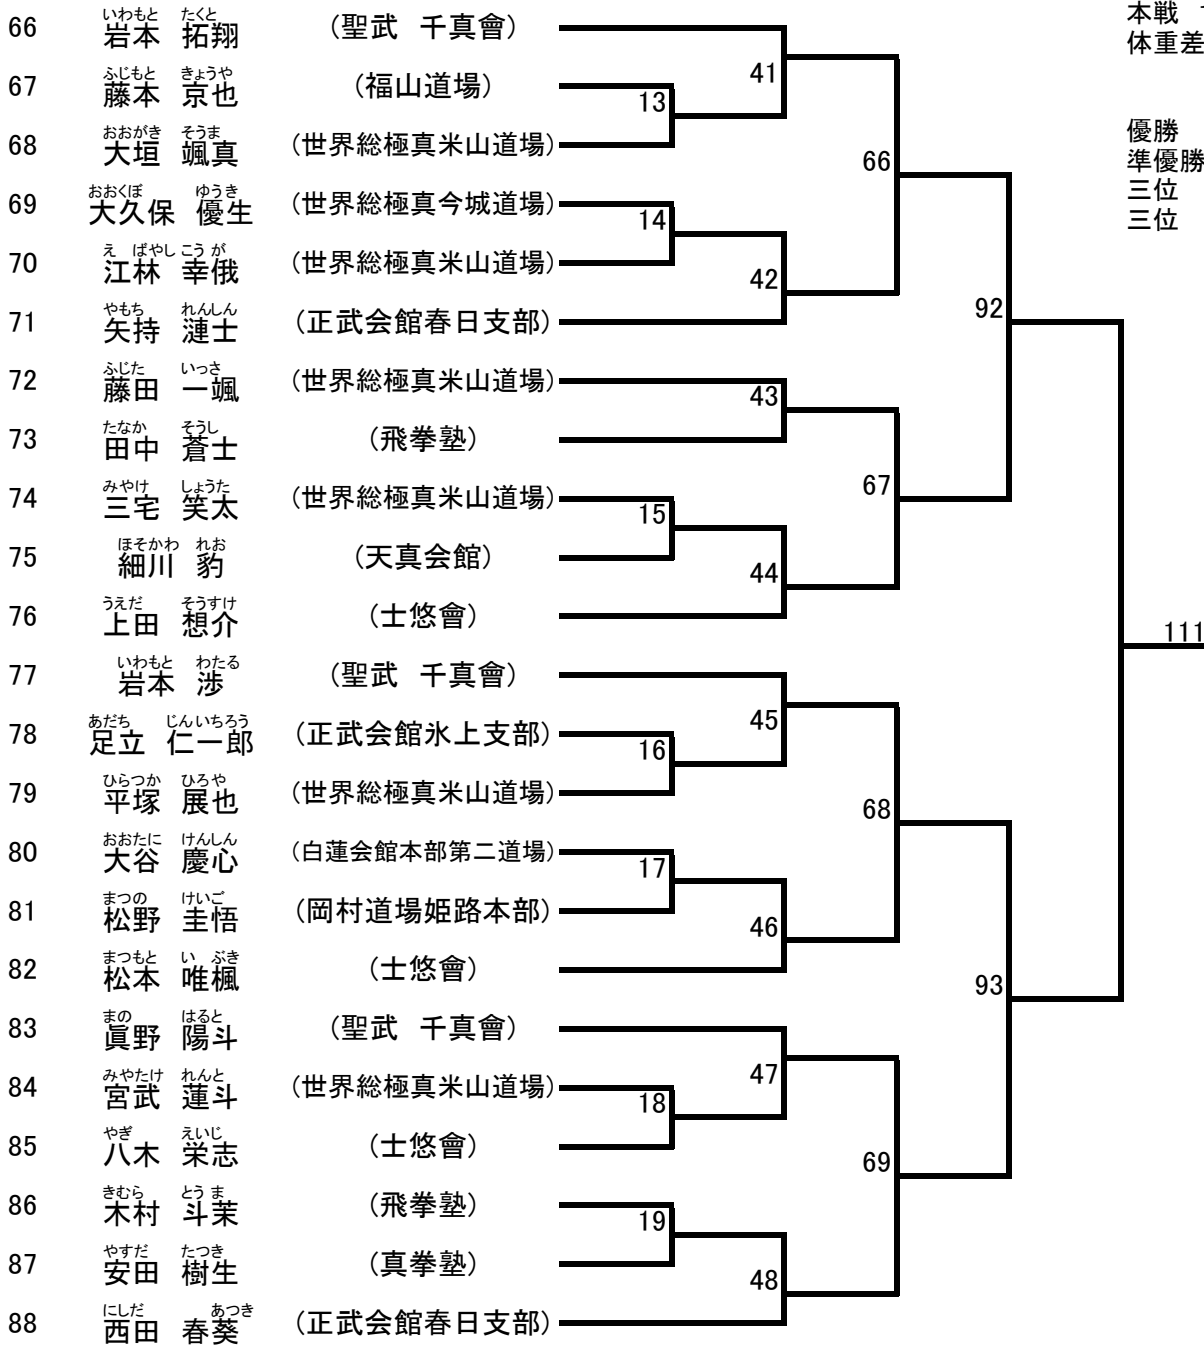 66 岩本 拓翔 (聖武 千真會)
いわもと たくと
67 藤本 京也 (福山道場)
ふじもと きょうや
68 大垣 颯真 (世界総極真米山道場)
おおがき そうま
69 大久保 優生 (世界総極真今城道場)
おおくぼ ゆうき
70 江林 幸俄 (世界総極真米山道場)
え ばやし こう が
71 矢持 漣士 (正武会館春日支部)
やもち れんしん
72 藤田 一颯 (世界総極真米山道場)
ふじた いっさ
73 田中 蒼士 (飛拳塾)
たなか そうし
74 三宅 笑太 (世界総極真米山道場)
みやけ しょうた
75 細川 豹 (天真会館)
ほそかわ れお
76 上田 想介 (士悠會)
うえだ そうすけ
77 岩本 渉 (聖武 千真會)
いわもと わたる
78 足立 仁一郎 (正武会館氷上支部)
あだち じんいちろう
79 平塚 展也 (世界総極真米山道場)
ひらつか ひろや
80 大谷 慶心 (白蓮会館本部第二道場)
おおたに けんしん
81 松野 圭悟 (岡村道場姫路本部)
まつの けいご
82 松本 唯楓 (士悠會)
まつもと い ぶき
83 眞野 陽斗 (聖武 千真會)
まの はると
84 宮武 蓮斗 (世界総極真米山道場)
みやたけ れんと
85 八木 栄志 (士悠會)
やぎ えいじ
86 木村 斗茉 (飛拳塾)
きむら とう ま
87 安田 樹生 (真拳塾)
やすだ たつき
88 西田 春葵 (正武会館春日支部)
にしだ あつき
13
14
15
16
17
18
19
41
42
43
44
45
46
47
48
66
67
68
69
92
93
111
本戦
体重差
優勝
準優勝
三位
三位